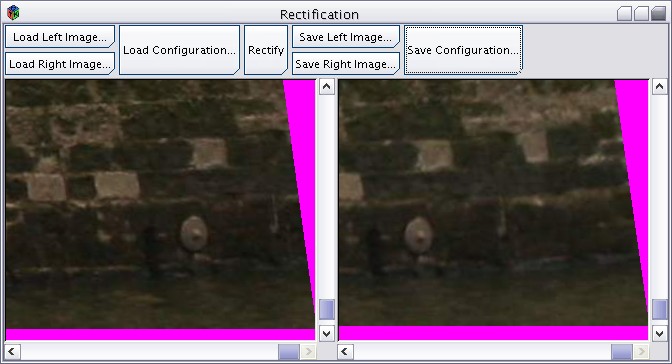 Rectification
Load Left Image...
Load Right Image...
Load Configuration...
Rectify
Save Left Image...
Save Right Image...
Save Configuration...